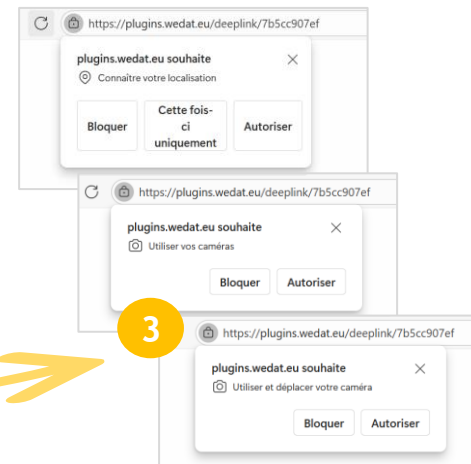 https://plugins.wedat.eu/deeplink/7b5cc907ef
plugins.wedat.eu souhaite
Connaître votre localisation
Bloquer
Cette fois-
ci
uniquement
Autoriser
https://plugins.wedat.eu/deeplink/7b5cc907ef
plugins.wedat.eu souhaite
Utiliser vos caméras
Bloquer Autoriser
3
https://plugins.wedat.eu/deeplink/7b5cc907ef
plugins.wedat.eu souhaite
Utiliser et déplacer votre caméra
Bloquer Autoriser